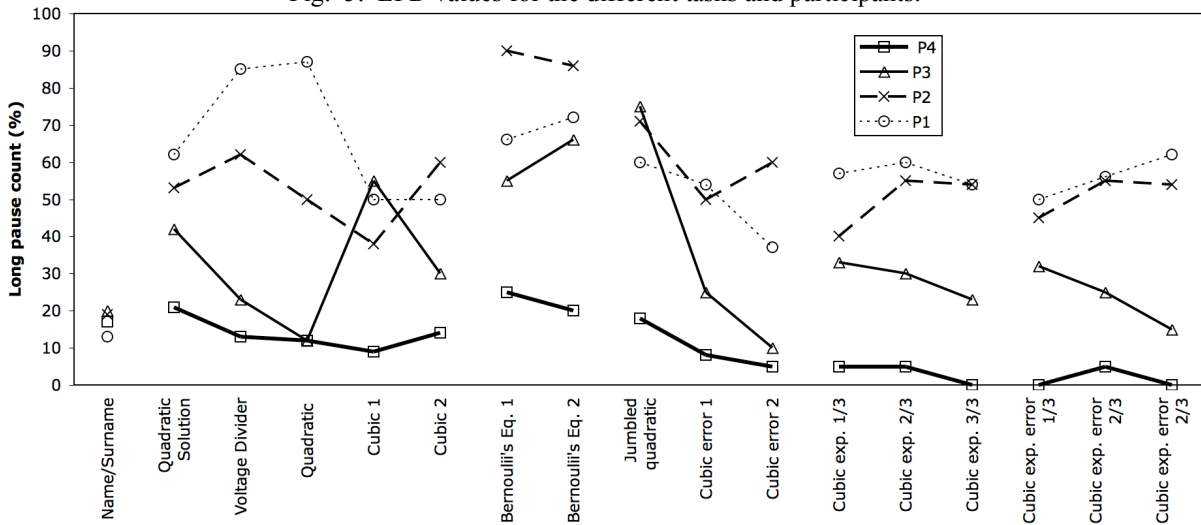 Fig. values for the different tasks and participants.
100
90
80
70
60
50
40
30
20
10
0
Long pause count (%)
P4
P3
P2
P1
Name/Surname
Quadratic
Solution
Voltage Divider
Quadratic
Cubic 1
Cubic 2
Bernoulii's Eq. 1
Bernoulii's Eq. 2
Jumbled
quadratic
Cubic error 1
Cubic error 2
Cubic exp. 1/3
Cubic exp. 2/3
Cubic exp. 3/3
Cubic exp. error
1/3
Cubic exp. error
2/3
Cubic exp. error
2/3